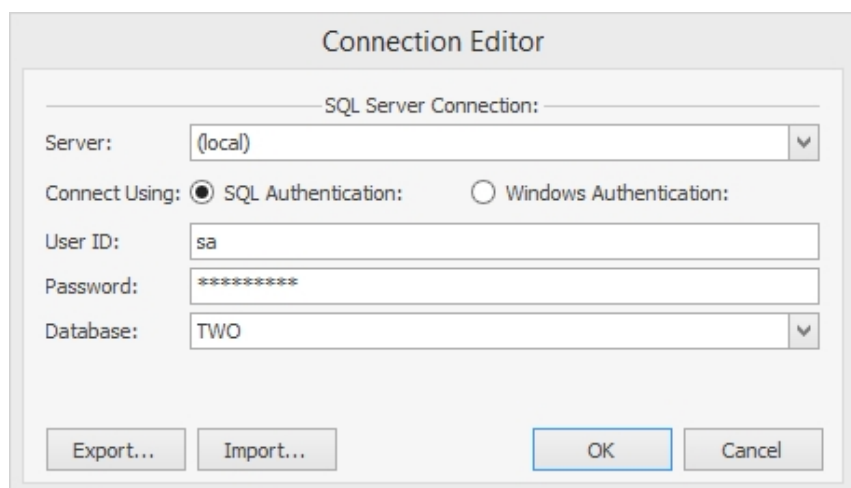 Connection Editor
SQL Server Connection:
Server: (local)
Connect Using: SQL Authentication: Windows Authentication:
User ID: sa
Password: *********
Database: TWO
Export... Import... OK Cancel